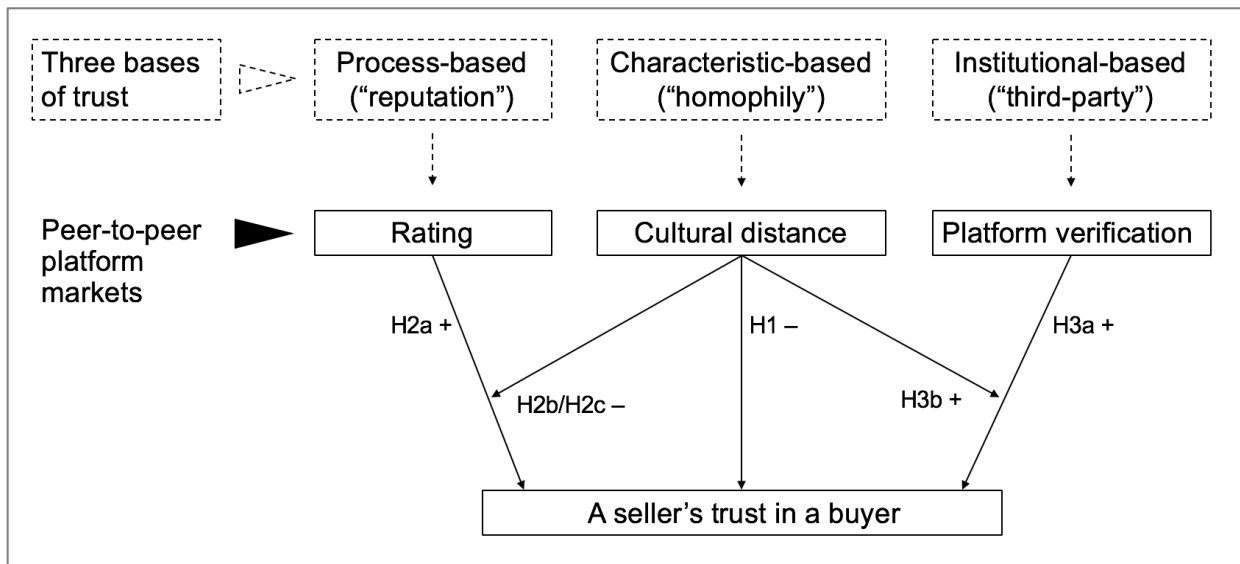 Three bases
of trust
Process-based
(“reputation”)
Characteristic-based
(“homophily”)
Institutional-based
(“third-party”)
Peer-to-peer
platform
markets
Rating
Cultural distance
Platform verification
H2a +
H1 –
H3a +
H2b/H2c –
H3b +
A seller’s trust in a buyer